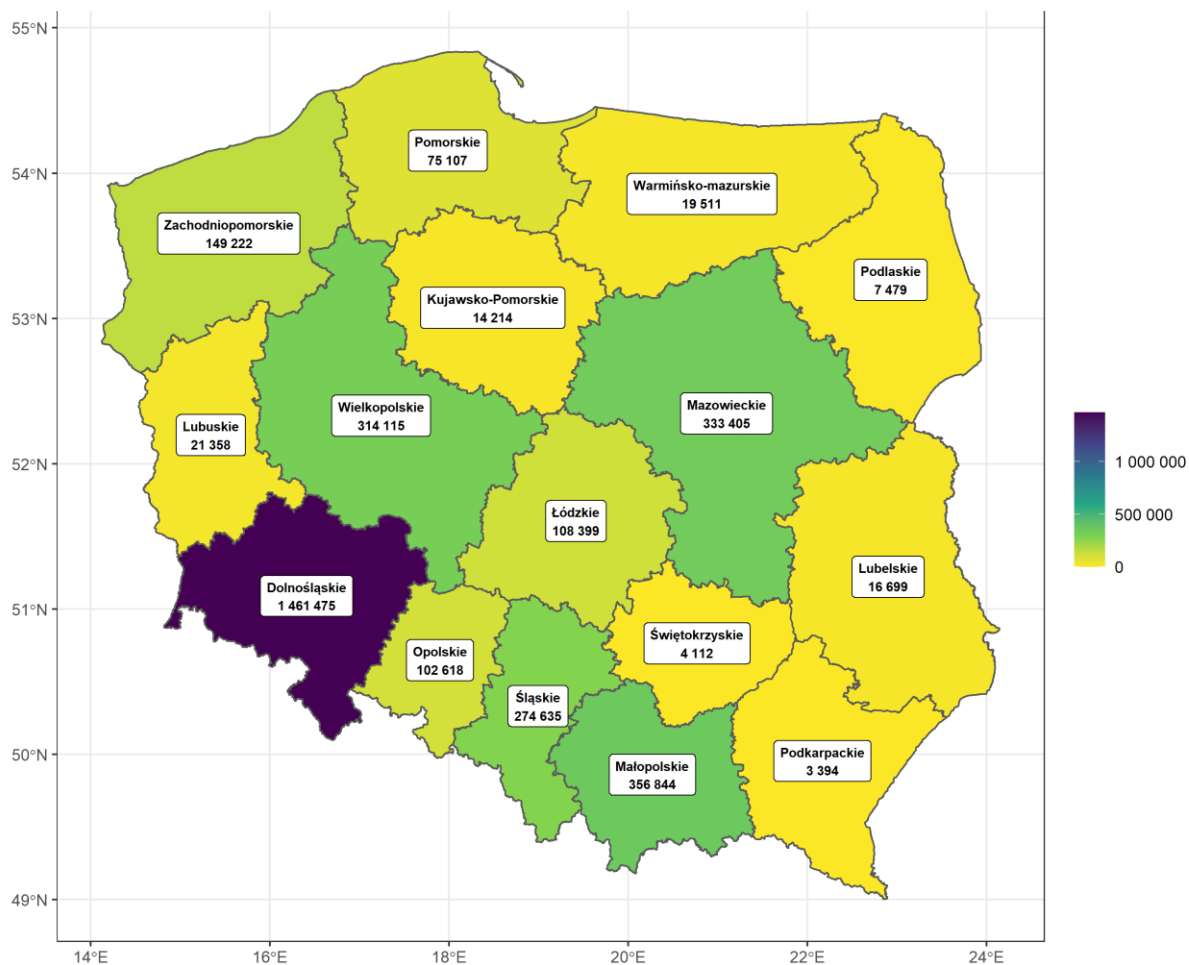 55°N
54°N
53°N
52°N
51°N
50°N
49°N
Pomorskie
75 107
Warmińsko-mazurskie
19 511
Zachodniopomorskie
149 222
Podlaskie
7 479
Kujawsko-Pomorskie
14 214
Wielkopolskie
314 115
Mazowieckie
333 405
Lubuskie
21 358
Łódzkie
108 399
Lubelskie
16 699
Dolnośląskie
1 461 475
Świętokrzyskie
4 112
Opolskie
102 618
Śląskie
274 635
Małopolskie
356 844
Podkarpackie
3 394
1 000 000
500 000
0
14°E
16°E
18°E
20°E
22°E
24°E